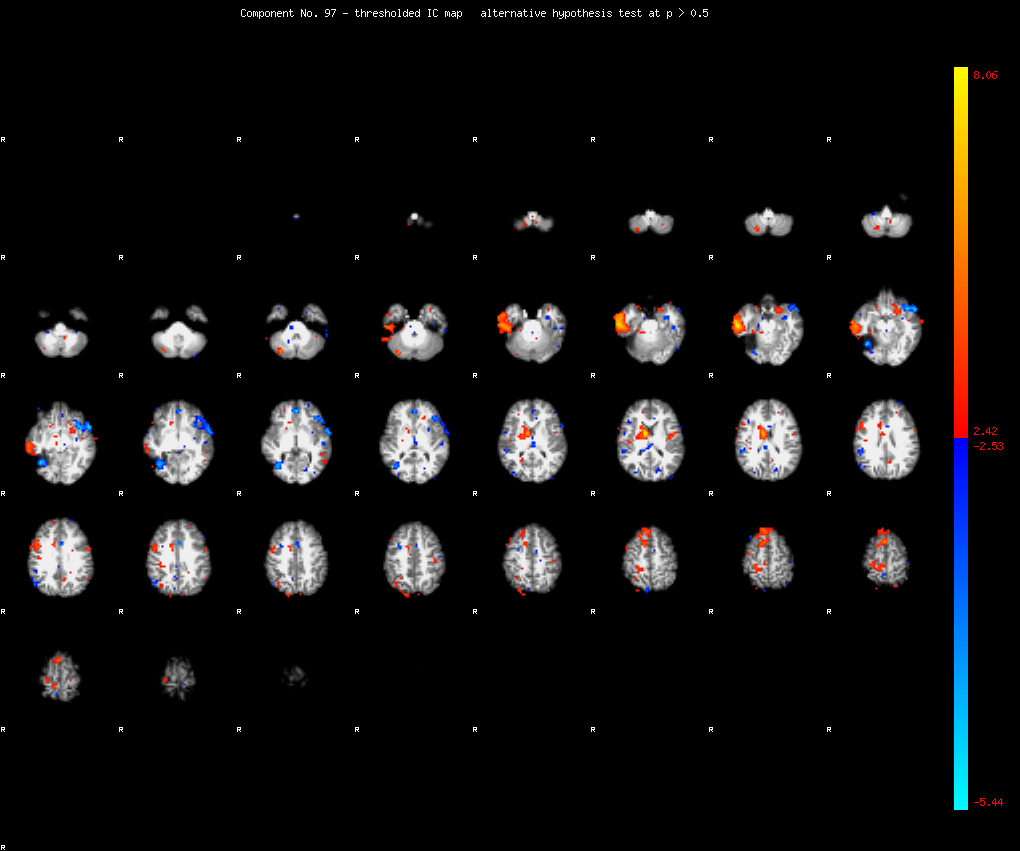 Component No. 97 - thresholded IC map   alternative hypothesis test at p > 0.5
8.06
R R R R R R R R
R R R R R R R R
R R R R R R R R
2.42
-2.53
R R R R R R R R
R R R R R R R R
R R R R R R R R
-5.44
R